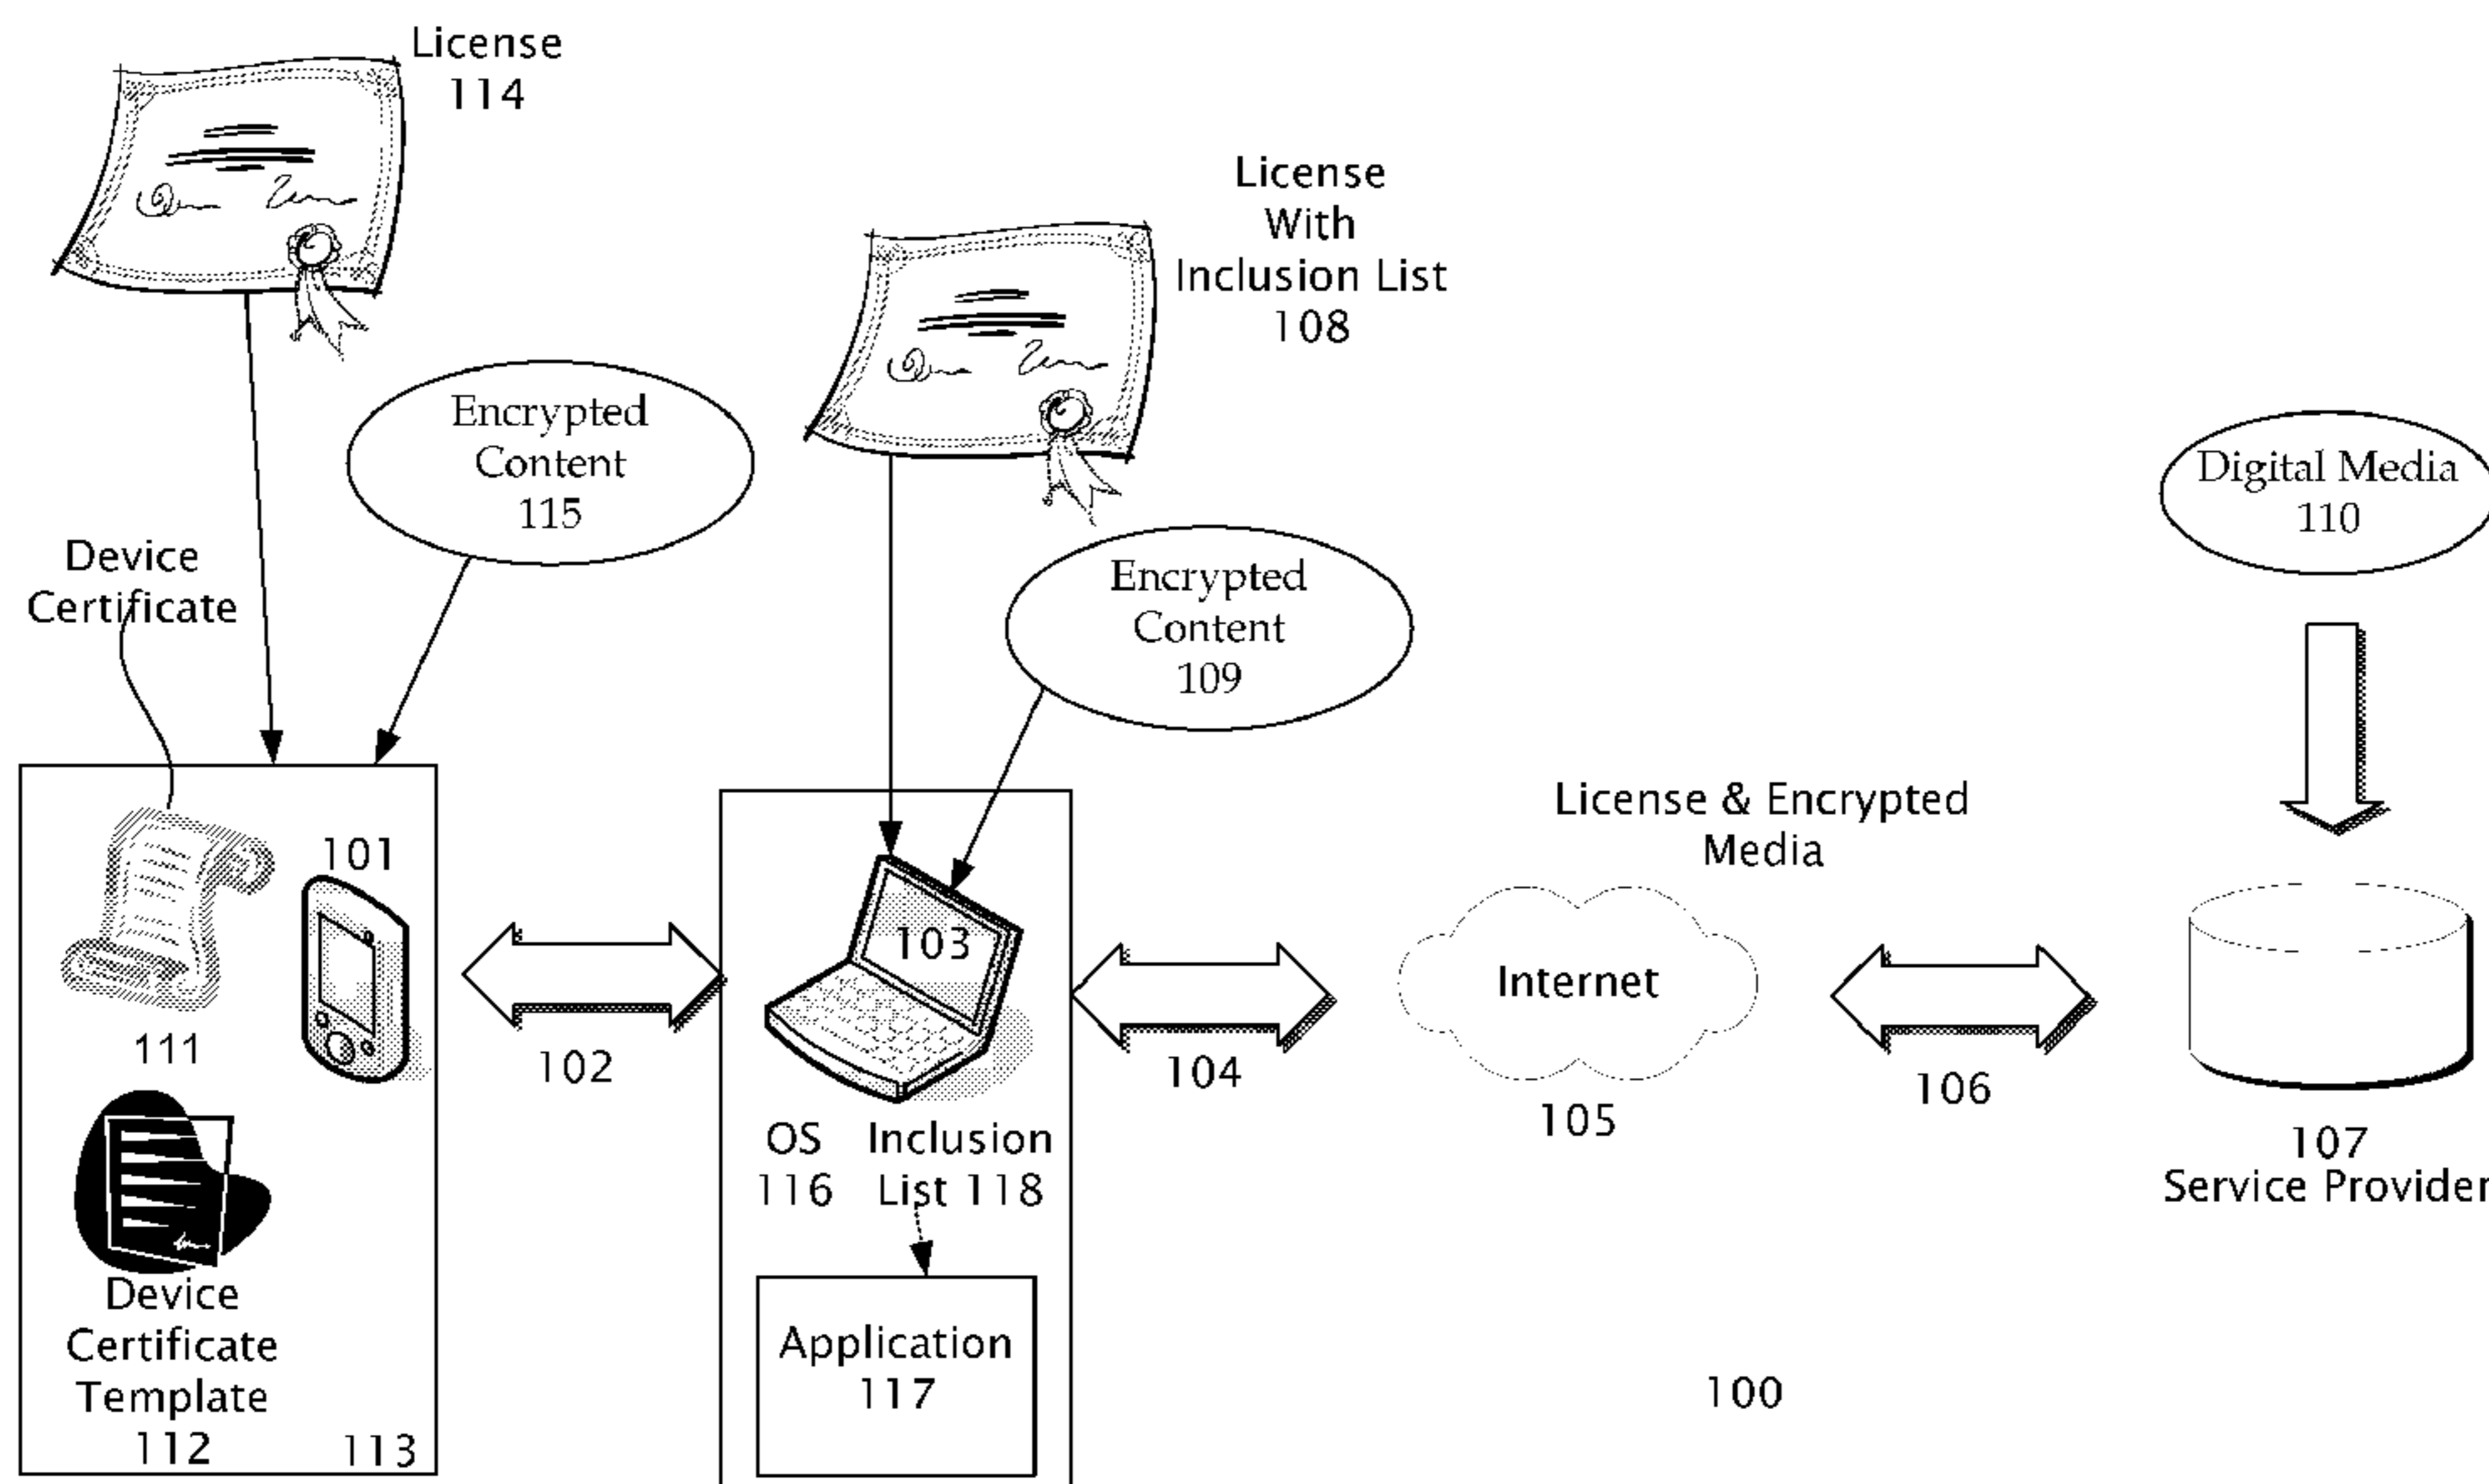 License
114
License
With
Inclusion List
108
Encrypted
Content
115
Digital Media
110
Device
Certificate
Encrypted
Content
109
License & Encrypted
Media
101
103
Internet
111
102
104
106
105
107
Service Provider
OS
116
Inclusion
List 118
Device
Certificate
Template
112
113
Application
117
100